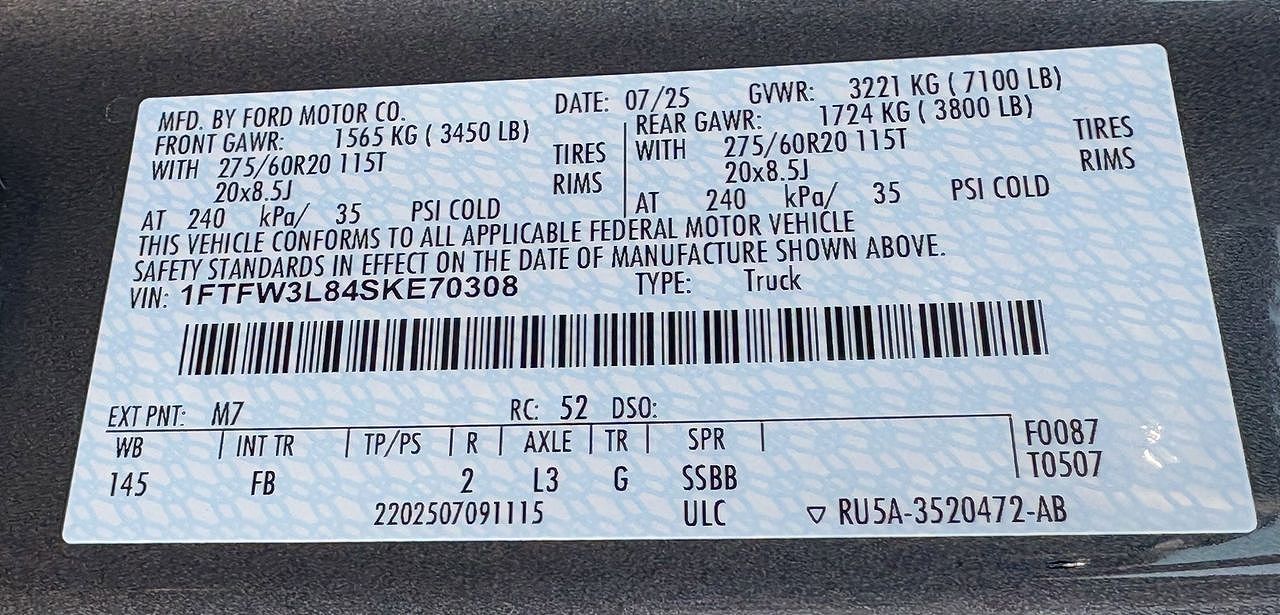 MFD. BY FORD MOTOR CO. DATE: 07/25 GVWR: 3221 KG ( 7100 LB)
FRONT GAWR: 1565 KG ( 3450 LB) REAR GAWR: 1724 KG ( 3800 LB)
WITH 275/60R20 115T TIRES WITH 275/60R20 115T TIRES
20x8.5J RIMS 20x8.5J RIMS
AT 240 kPa/ 35 PSI COLD AT 240 kPa/ 35 PSI COLD
THIS VEHICLE CONFORMS TO ALL APPLICABLE FEDERAL MOTOR VEHICLE
SAFETY STANDARDS IN EFFECT ON THE DATE OF MANUFACTURE SHOWN ABOVE.
VIN: 1FTFW3L84SKE70308 TYPE: Truck
EXT PNT: M7 RC: 52 DSO:
WB INT TR TP/PS R AXLE TR SPR F0087
145 FB 2 L3 G SSBB T0507
2202507091115 ULC ▽ RU5A-3520472-AB